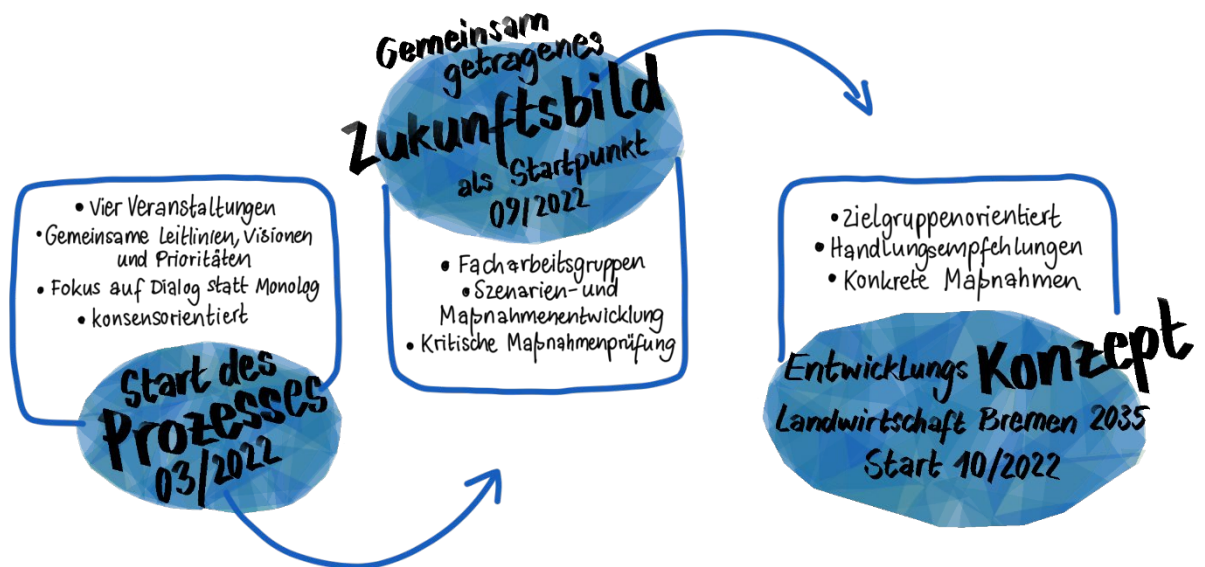 • Vier Veranstaltungen
• Gemeinsame Leitlinien, Visionen
und Prioritäten
• Fokus auf Dialog statt Monolog
• konsensorientiert
Start des
Prozesses
03/2022
Gemeinsam
getragenes
Zukunftsbild
als Startpunkt
09/2022
• Facharbeitsgruppen
• Szenarien- und
Maßnahmenentwicklung
• Kritische Maßnahmenprüfung
• Zielgruppenorientiert
• Handlungsempfehlungen
• Konkrete Maßnahmen
Entwicklungs Konzept
Landwirtschaft Bremen 2035
Start 10/2022